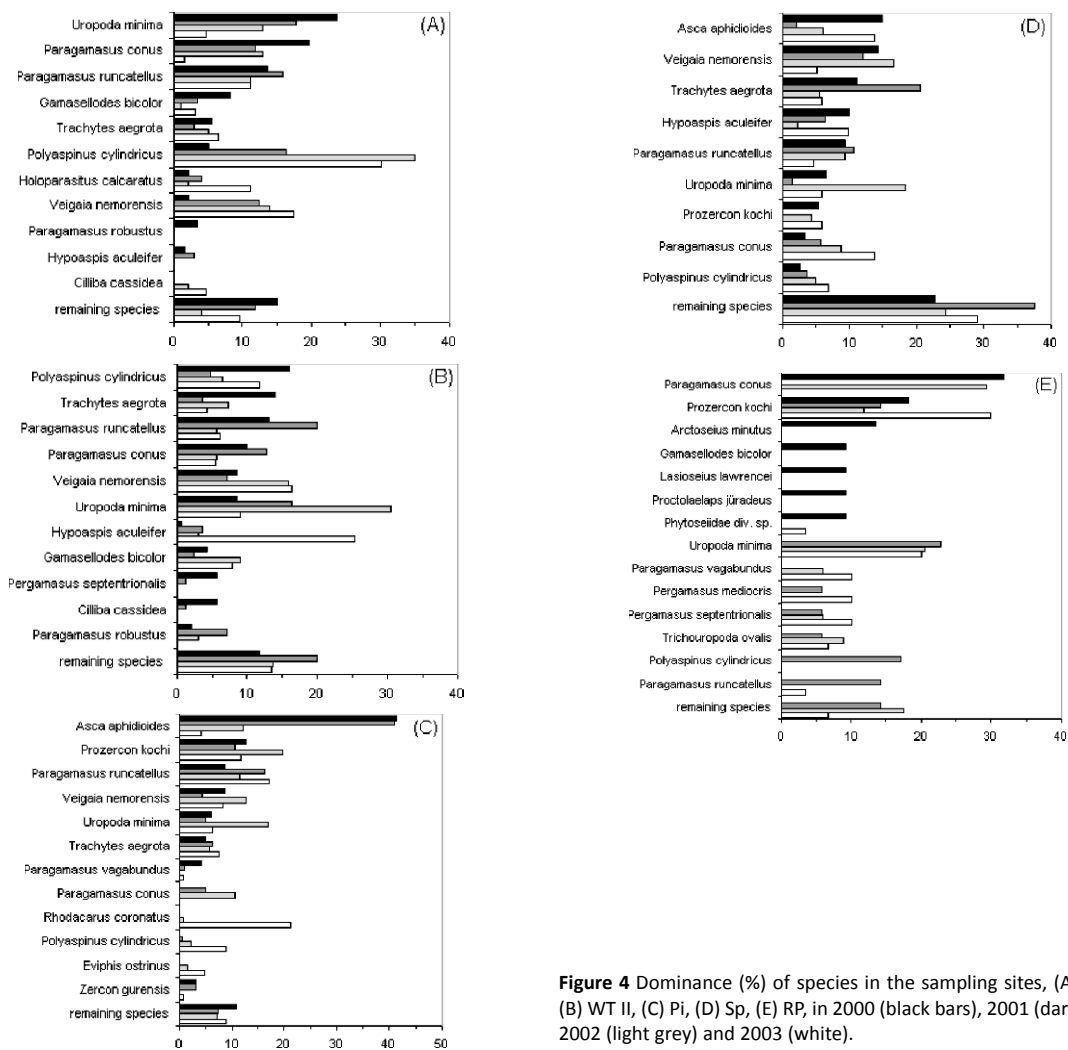 (A)
Uropoda minima
Paragamasus conus
Paragamasus runcatellus
Gamasellodes bicolor
Trachytes aegrota
Polyaspinus cylindricus
Holoparasitus calcaratus
Veigaia nemorensis
Paragamasus robustus
Hypoaspis aculeifer
Cilliba cassidea
remaining species
0 10 20 30 40
(B)
Polyaspinus cylindricus
Trachytes aegrota
Paragamasus runcatellus
Paragamasus conus
Veigaia nemorensis
Uropoda minima
Hypoaspis aculeifer
Gamasellodes bicolor
Pergamasus septentrionalis
Cilliba cassidea
Paragamasus robustus
remaining species
0 10 20 30 40
(C)
Asca aphidioides
Prozercon kochi
Paragamasus runcatellus
Veigaia nemorensis
Uropoda minima
Trachytes aegrota
Paragamasus vagabundus
Paragamasus conus
Rhodacarus coronatus
Polyaspinus cylindricus
Eviphis ostrinus
Zercon gurensis
remaining species
0 10 20 30 40 50
(D)
Asca aphidioides
Veigaia nemorensis
Trachytes aegrota
Hypoaspis aculeifer
Paragamasus runcatellus
Uropoda minima
Prozercon kochi
Paragamasus conus
Polyaspinus cylindricus
remaining species
0 10 20 30 40
(E)
Paragamasus conus
Prozercon kochi
Arctoseius minutus
Gamasellodes bicolor
Lasioseius lawrencei
Proctolaelaps jüradeus
Phytoseiidae div. sp.
Uropoda minima
Paragamasus vagabundus
Pergamasus mediocris
Pergamasus septentrionalis
Trichouropoda ovalis
Polyaspinus cylindricus
Paragamasus runcatellus
remaining species
0 10 20 30 40
Figure 4 Dominance (%) of species in the sampling sites, (A
(B) WT II, (C) Pi, (D) Sp, (E) RP, in 2000 (black bars), 2001 (dar
2002 (light grey) and 2003 (white).